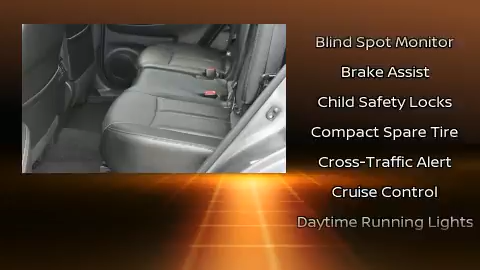 Blind Spot Monitor
Brake Assist
Child Safety Locks
Compact Spare Tire
Cross-Traffic Alert
Cruise Control
Daytime Running Lights